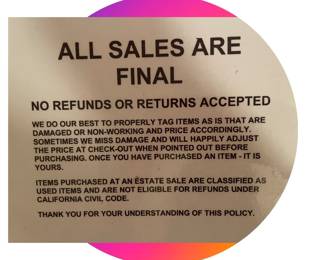 ALL SALES ARE
FINAL
NO REFUNDS OR RETURNS ACCEPTED
WE DO OUR BEST TO PROPERLY TAG ITEMS AS IS THAT ARE
DAMAGED OR NON-WORKING AND PRICE ACCORDINGLY.
SOMETIMES WE MISS DAMAGE AND WILL HAPPILY ADJUST
THE PRICE AT CHECK-OUT WHEN POINTED OUT BEFORE
PURCHASING. ONCE YOU HAVE PURCHASED AN ITEM - IT IS
YOURS.
ITEMS PURCHASED AT AN ESTATE SALE ARE CLASSIFIED AS
USED ITEMS AND ARE NOT ELIGIBLE FOR REFUNDS UNDER
CALIFORNIA CIVIL CODE.
THANK YOU FOR YOUR UNDERSTANDING OF THIS POLICY.